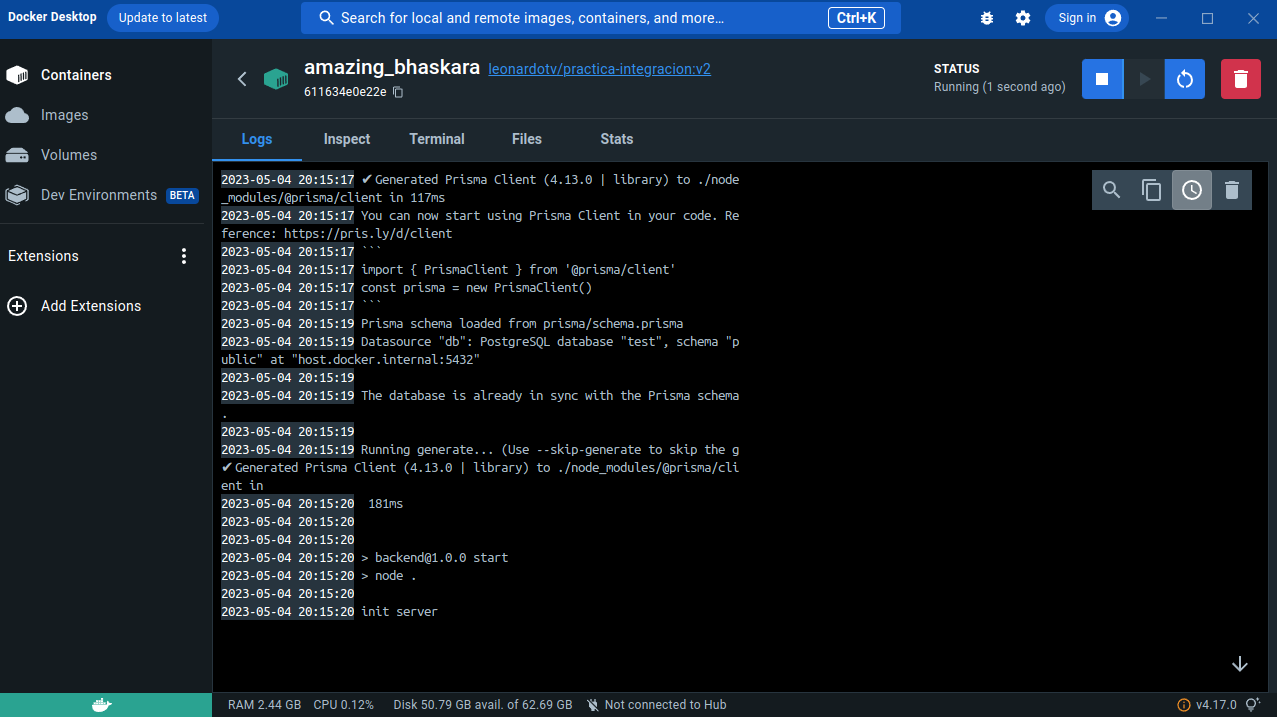 Docker Desktop
Update to latest
Search for local and remote images, containers, and more…
Ctrl+K
Sign in
Containers
Images
Volumes
Dev Environments BETA
Extensions
Add Extensions
amazing_bhaskara leonardotv/practica-integracion:v2
611634e0e22e
STATUS
Running (1 second ago)
Logs Inspect Terminal Files Stats
2023-05-04 20:15:17 ✔Generated Prisma Client (4.13.0 | library) to ./node
_modules/@prisma/client in 117ms
2023-05-04 20:15:17 You can now start using Prisma Client in your code. Re
ference: https://pris.ly/d/client
2023-05-04 20:15:17 ```
2023-05-04 20:15:17 import { PrismaClient } from '@prisma/client'
2023-05-04 20:15:17 const prisma = new PrismaClient()
2023-05-04 20:15:17 ```
2023-05-04 20:15:19 Prisma schema loaded from prisma/schema.prisma
2023-05-04 20:15:19 Datasource "db": PostgreSQL database "test", schema "p
ublic" at "host.docker.internal:5432"
2023-05-04 20:15:19
2023-05-04 20:15:19 The database is already in sync with the Prisma schema
.
2023-05-04 20:15:19
2023-05-04 20:15:19 Running generate... (Use --skip-generate to skip the g
✔Generated Prisma Client (4.13.0 | library) to ./node_modules/@prisma/cli
ent in
2023-05-04 20:15:20  181ms
2023-05-04 20:15:20
2023-05-04 20:15:20
2023-05-04 20:15:20 > backend@1.0.0 start
2023-05-04 20:15:20 > node .
2023-05-04 20:15:20
2023-05-04 20:15:20 init server
RAM 2.44 GB CPU 0.12% Disk 50.79 GB avail. of 62.69 GB Not connected to Hub
v4.17.0